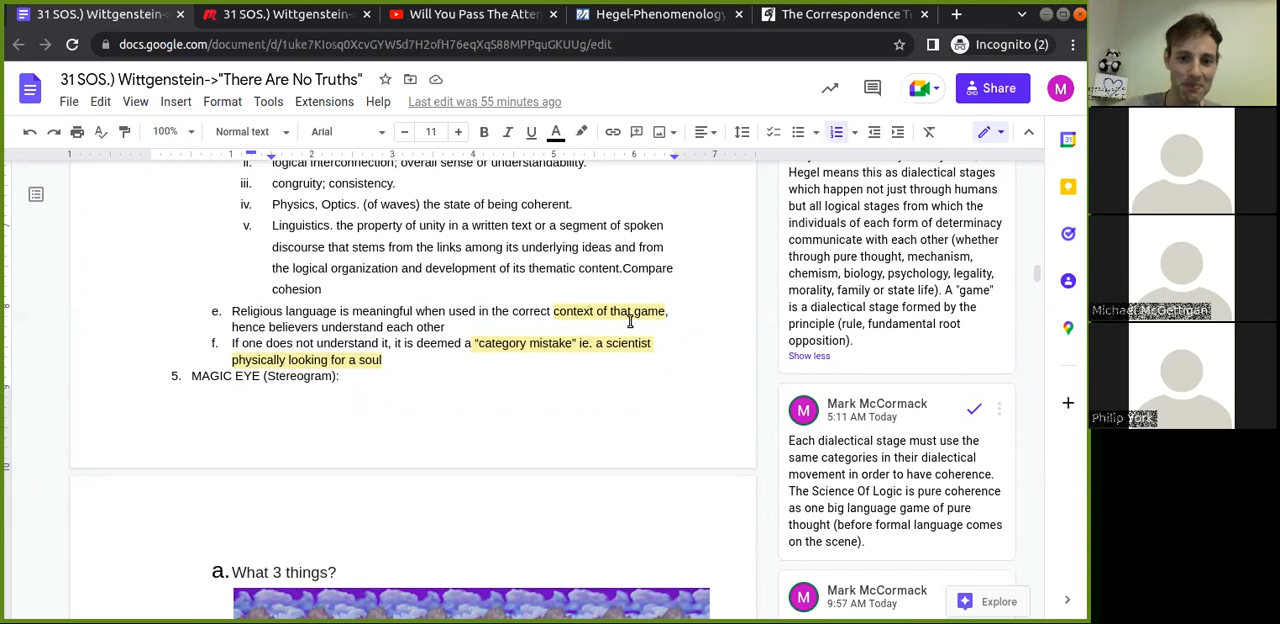 31 SOS.) Wittgenstein-
31 SOS.) Wittgenstein-
Will You Pass The Atte
Hegel-Phenomenology
The Correspondence T
docs.google.com/document/d/1uke7KIosq0XcvGYW5d7H2ofH76eqXqS88MPPquGKUUg/edit
Incognito (2)
31 SOS.) Wittgenstein->"There Are No Truths"
File Edit View Insert Format Tools Extensions Help Last edit was 55 minutes ago
Share
M
100% Normal text Arial 11 B I U A
31
1 1 2 3 4 5 6 7
ii. logical interconnection; overall sense or understandability.
iii. congruity; consistency.
iv. Physics, Optics. (of waves) the state of being coherent.
v. Linguistics. the property of unity in a written text or a segment of spoken
discourse that stems from the links among its underlying ideas and from
the logical organization and development of its thematic content.Compare
cohesion
e. Religious language is meaningful when used in the correct context of that game,
hence believers understand each other
f. If one does not understand it, it is deemed a “category mistake” ie. a scientist
physically looking for a soul
5. MAGIC EYE (Stereogram):
a. What 3 things?
Hegel means this as dialectical stages
which happen not just through humans
but all logical stages from which the
individuals of each form of determinacy
communicate with each other (whether
through pure thought, mechanism,
chemism, biology, psychology, legality,
morality, family or state life). A "game"
is a dialectical stage formed by the
principle (rule, fundamental root
opposition).
Show less
M
Mark McCormack
5:11 AM Today
Each dialectical stage must use the
same categories in their dialectical
movement in order to have coherence.
The Science Of Logic is pure coherence
as one big language game of pure
thought (before formal language comes
on the scene).
M
Mark McCormack
9:57 AM Today
Explore
Michael McGettigan
Philip York